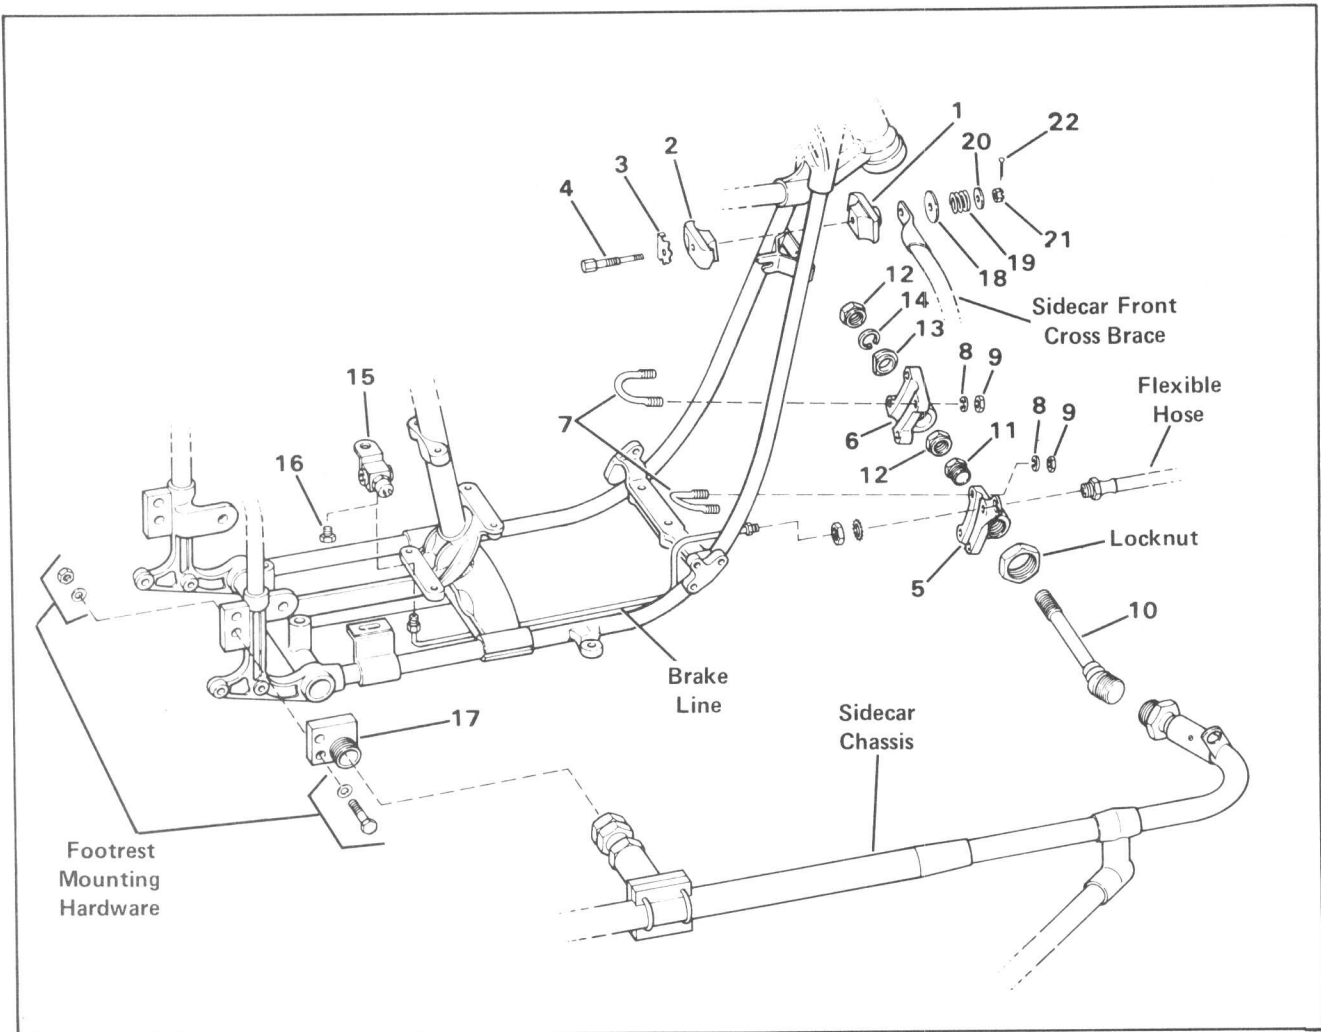 1
22
2
20
3
4
21
19
18
12
14
Sidecar Front
Cross Brace
13
15
8
9
Flexible
Hose
7
8
9
6
11
16
12
Locknut
5
10
Brake
Line
17
Sidecar
Chassis
Footrest
Mounting
Hardware